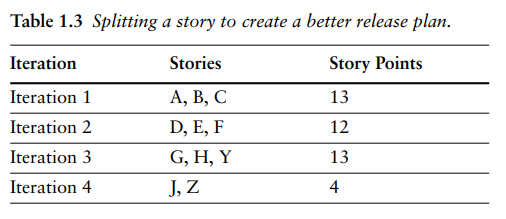 Table 1.3 Splitting a story to create a better release plan.
Iteration Stories Story Points
Iteration 1 A, B, C 13
Iteration 2 D, E, F 12
Iteration 3 G, H, Y 13
Iteration 4 J, Z 4